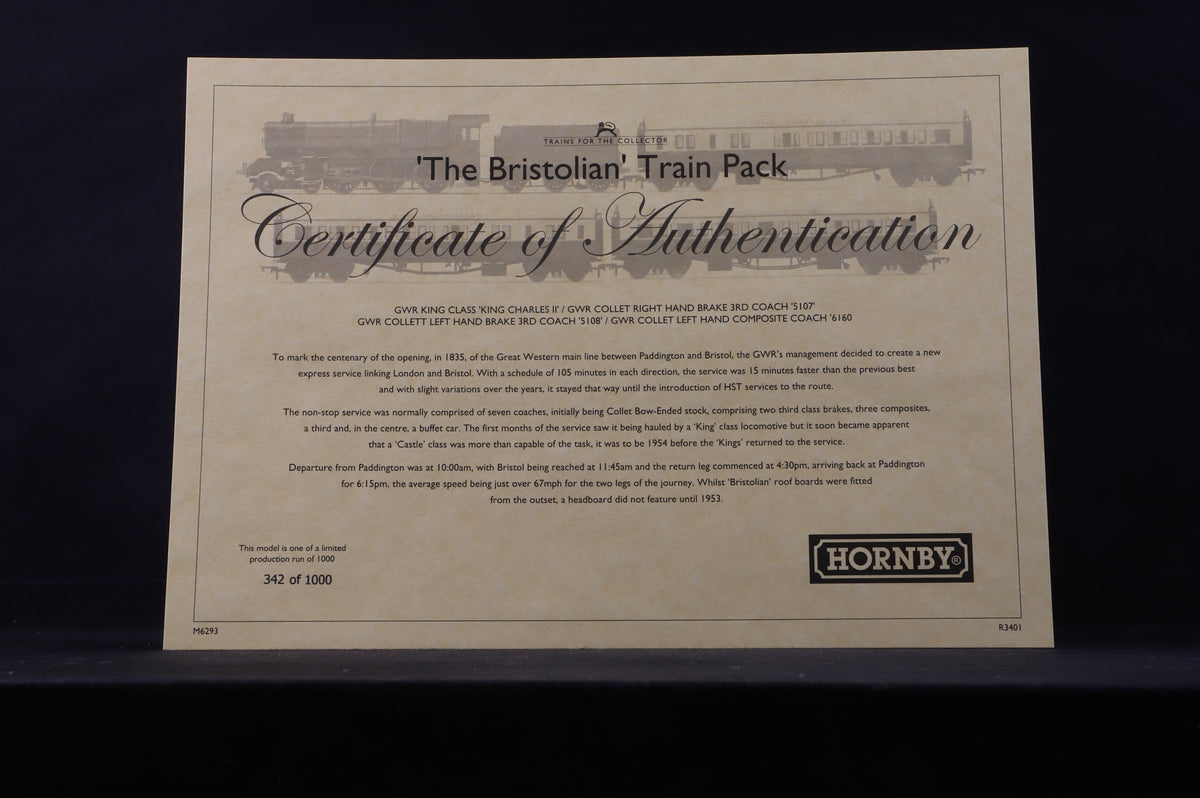 TRAINS FOR THE COLLECTOR
'The Bristolian' Train Pack
Certificate of Authentication
GWR KING CLASS 'KING CHARLES II' / GWR COLLET RIGHT HAND BRAKE 3RD COACH '5107'
GWR COLLETT LEFT HAND BRAKE 3RD COACH '5108' / GWR COLLET LEFT HAND COMPOSITE COACH '6160
To mark the centenary of the opening, in 1835, of the Great Western main line between Paddington and Bristol, the GWR's management decided to create a new
express service linking London and Bristol. With a schedule of 105 minutes in each direction, the service was 15 minutes faster than the previous best
and with slight variations over the years, it stayed that way until the introduction of HST services to the route.
The non-stop service was normally comprised of seven coaches, initially being Collet Bow-Ended stock, comprising two third class brakes, three composites,
a third and, in the centre, a buffet car. The first months of the service saw it being hauled by a 'King' class locomotive but it soon became apparent
that a 'Castle' class was more than capable of the task, it was to be 1954 before the 'Kings' returned to the service.
Departure from Paddington was at 10:00am, with Bristol being reached at 11:45am and the return leg commenced at 4:30pm, arriving back at Paddington
for 6:15pm, the average speed being just over 67mph for the two legs of the journey. Whilst 'Bristolian' roof boards were fitted
from the outset, a headboard did not feature until 1953.
This model is one of a limited
production run of 1000
342 of 1000
HORNBY®
M6293
R3401